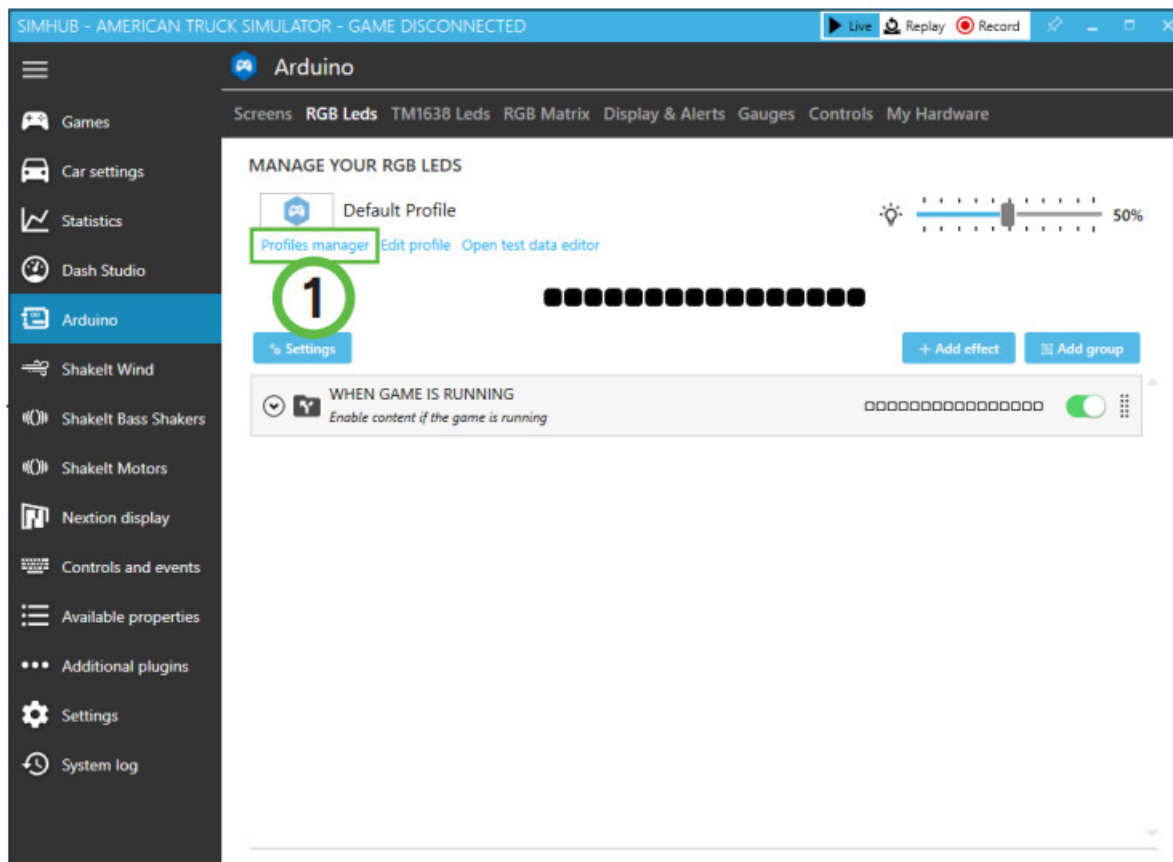 SIMHUB - AMERICAN TRUCK SIMULATOR - GAME DISCONNECTED
Live Replay Record
Arduino
Screens RGB Leds TM1638 Leds RGB Matrix Display & Alerts Gauges Controls My Hardware
Games
Car settings
Statistics
Dash Studio
Arduino
ShakeIt Wind
ShakeIt Bass Shakers
ShakeIt Motors
Nextion display
Controls and events
Available properties
Additional plugins
Settings
System log
MANAGE YOUR RGB LEDS
Default Profile
50%
Profiles manager Edit profile Open test data editor
1
Settings
+ Add effect
Add group
WHEN GAME IS RUNNING
Enable content if the game is running